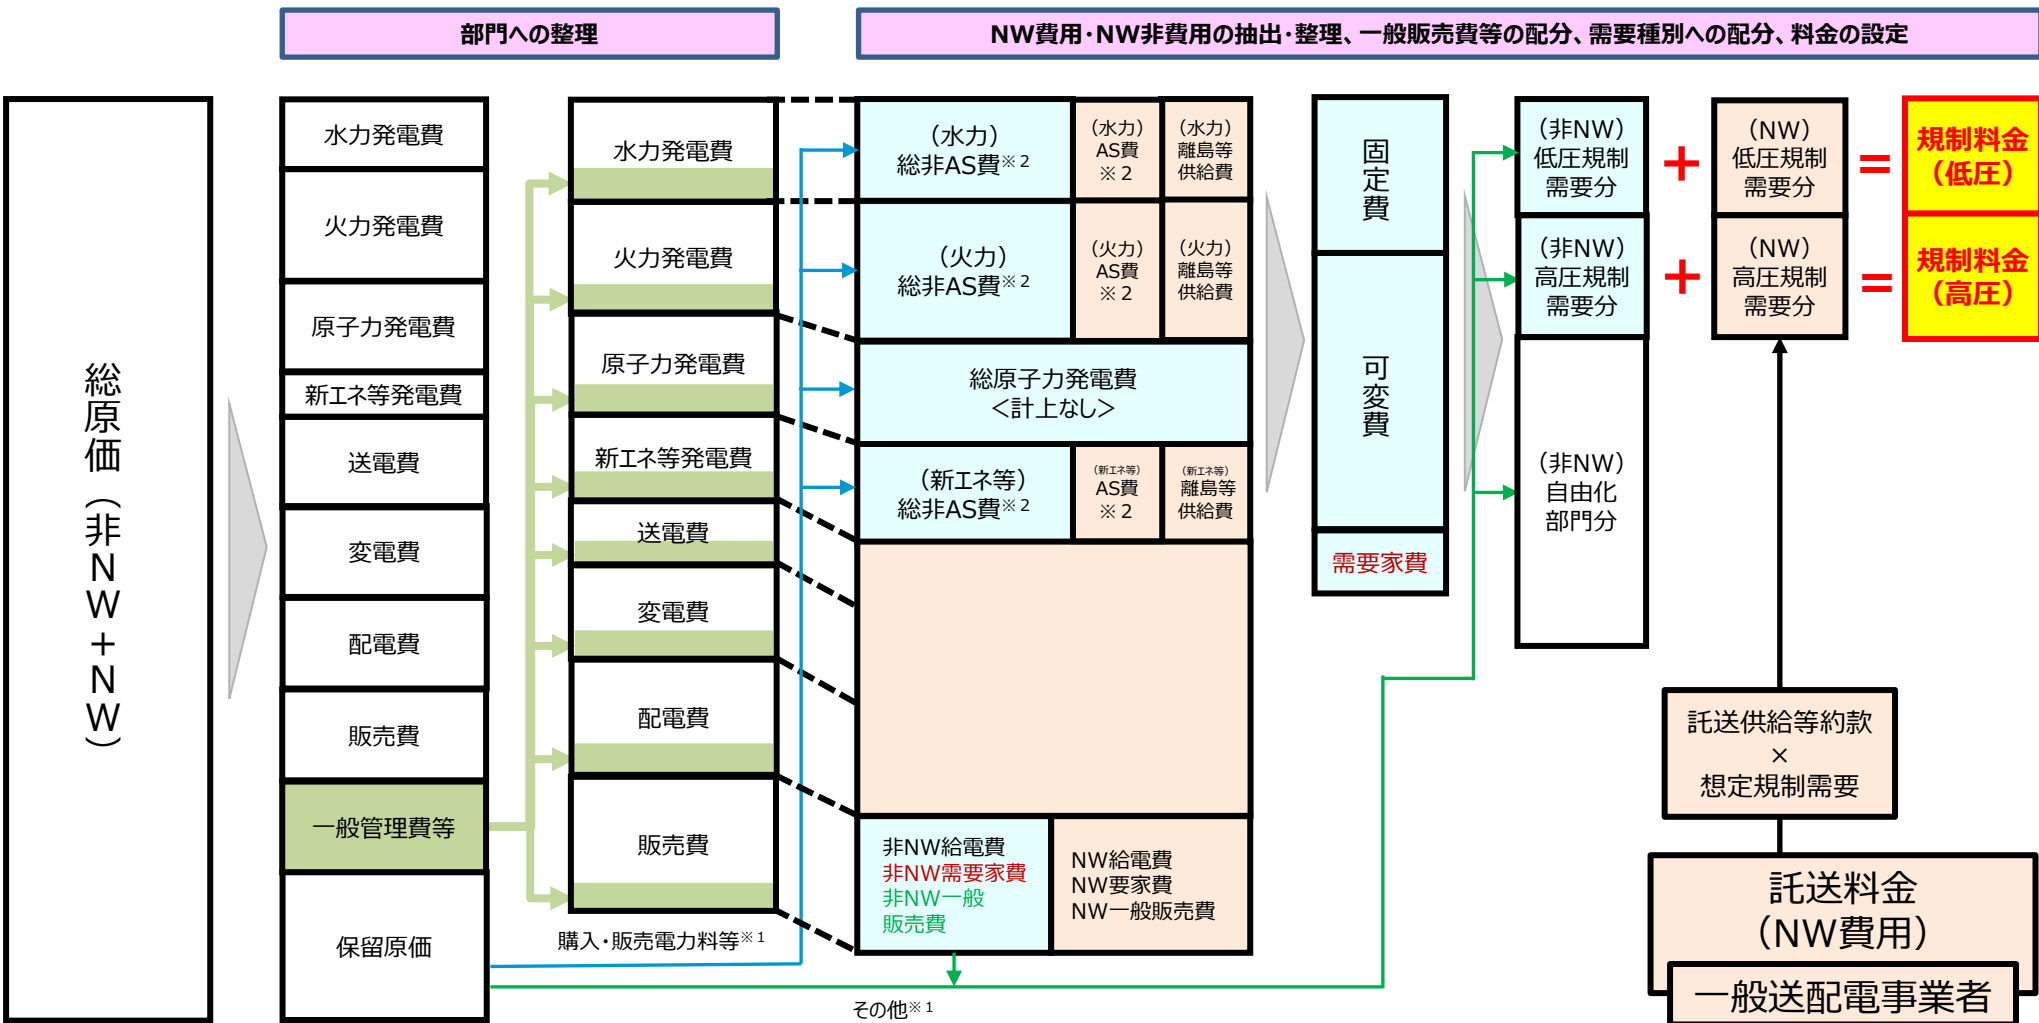 部門への整理
NW費用・NW非費用の抽出・整理、一般販売費等の配分、需要種別への配分、料金の設定
総原価（非NW＋NW）
水力発電費
火力発電費
原子力発電費
新エネ等発電費
送電費
変電費
配電費
販売費
一般管理費等
保留原価
水力発電費
火力発電費
原子力発電費
新エネ等発電費
送電費
変電費
配電費
販売費
購入・販売電力料等※1
その他※1
（水力）
総非AS費※2
（水力）
AS費
※2
（水力）
離島等
供給費
（火力）
総非AS費※2
（火力）
AS費
※2
（火力）
離島等
供給費
総原子力発電費
＜計上なし＞
（新エネ等）
総非AS費※2
（新エネ等）
AS費
※2
（新エネ等）
離島等
供給費
非NW給電費
非NW需要家費
非NW一般
販売費
NW給電費
NW要家費
NW一般販売費
固定費
可変費
需要家費
（非NW）
低圧規制
需要分
+
（NW）
低圧規制
需要分
=
規制料金
（低圧）
（非NW）
高圧規制
需要分
+
（NW）
高圧規制
需要分
=
規制料金
（高圧）
（非NW）
自由化
部門分
託送供給等約款
×
想定規制需要
託送料金
（NW費用）
一般送配電事業者